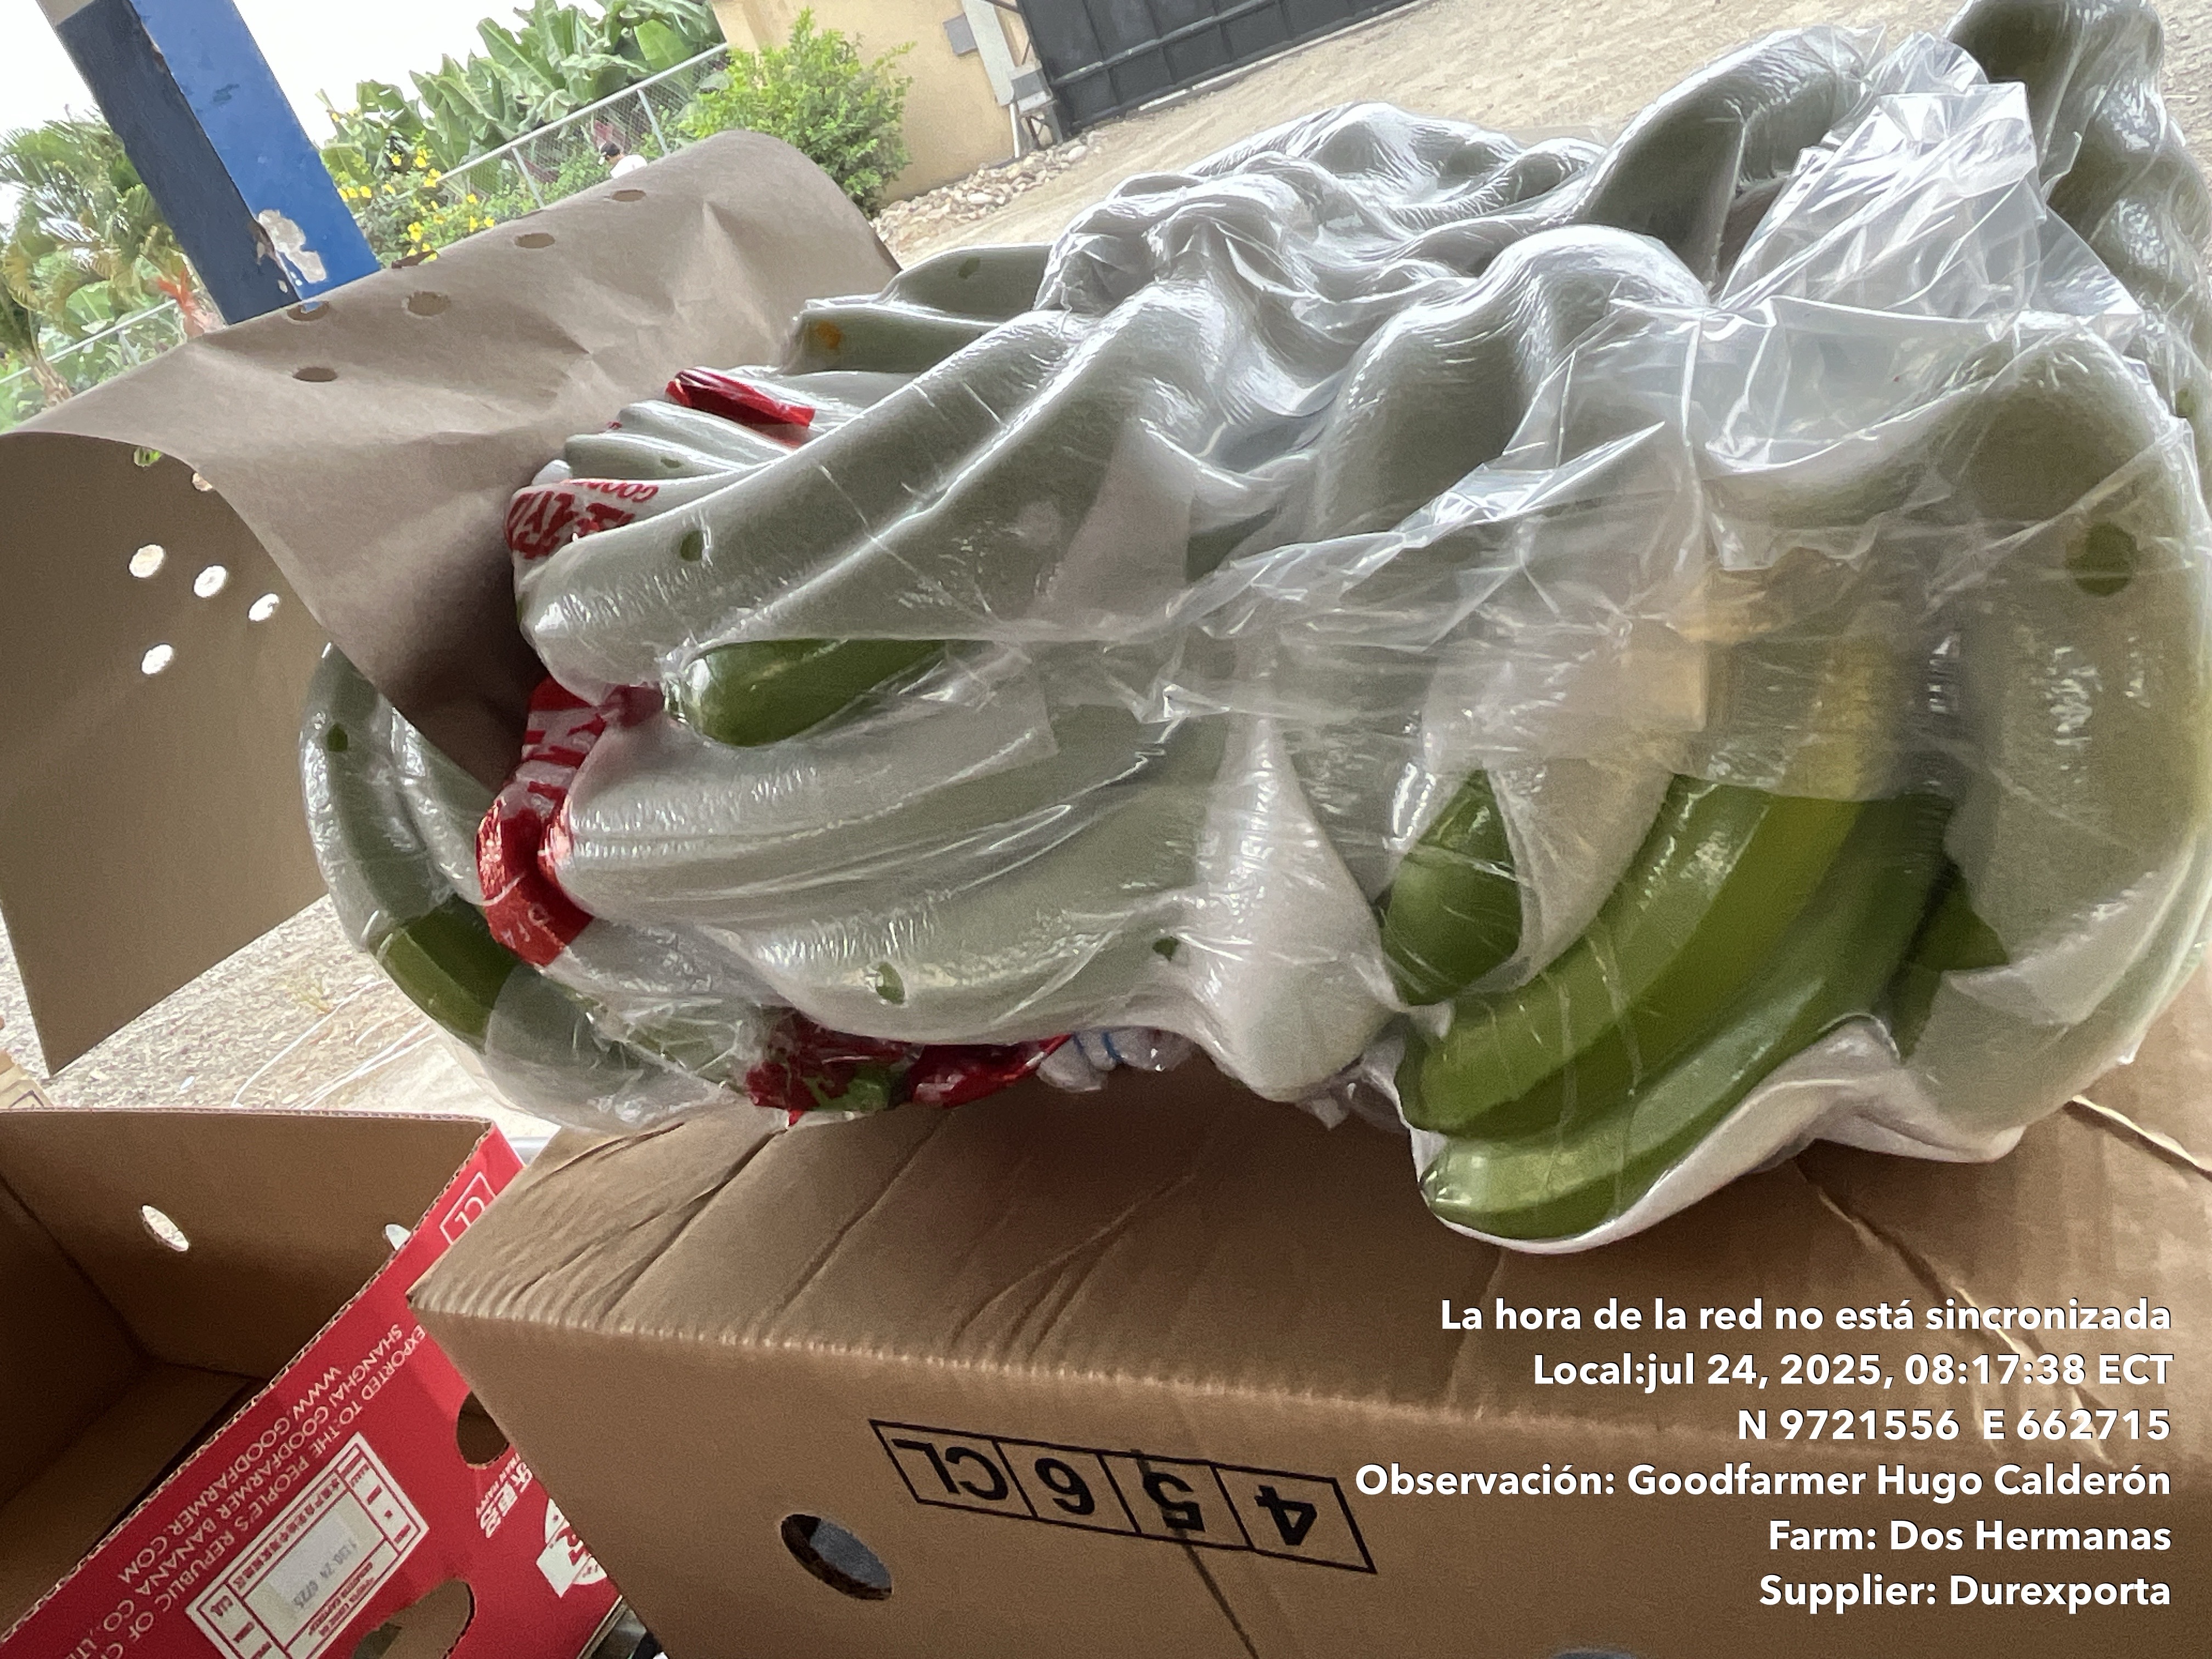 La hora de la red no está sincronizada
Local:jul 24, 2025, 08:17:38 ECT
N 9721556 E 662715
Observación: Goodfarmer Hugo Calderón
Farm: Dos Hermanas
Supplier: Durexporta
4 5 6 CL
CL
EXPORTED TO: THE PEOPLE'S REPUBLIC OF
SHANGHAI GOODFARMER BANANA CO.,
WWW.GOODFARMER.COM